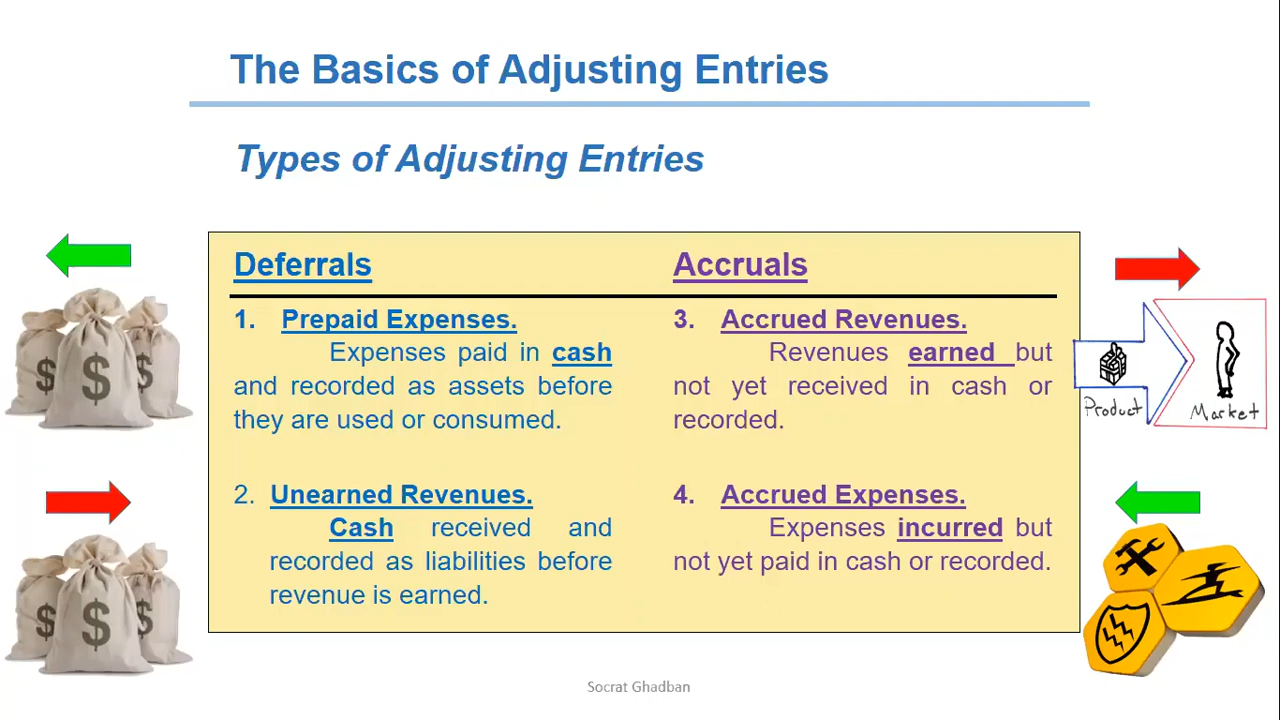 The Basics of Adjusting Entries
Types of Adjusting Entries
Deferrals
1. Prepaid Expenses.
Expenses paid in cash
and recorded as assets before
they are used or consumed.
2. Unearned Revenues.
Cash received and
recorded as liabilities before
revenue is earned.
Accruals
3. Accrued Revenues.
Revenues earned but
not yet received in cash or
recorded.
4. Accrued Expenses.
Expenses incurred but
not yet paid in cash or recorded.
$ $ $
$ $ $
Product
Market
Socrat Ghadban